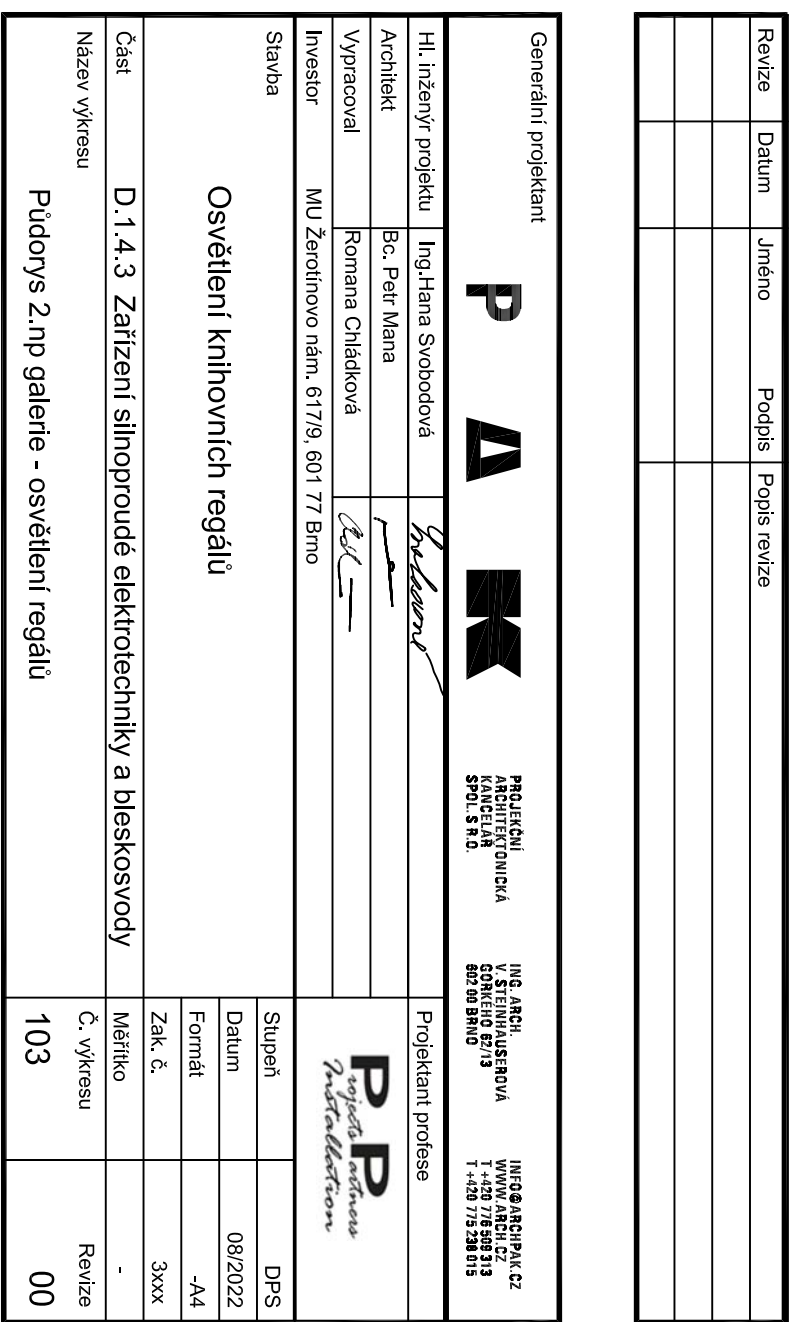 Revize Datum Jméno Podpis Popis revize
Generální projektant
P A K
PROJEKČNÍ
ARCHITEKTONICKÁ
KANCELÁŘ
SPOL. S R.O.
ING. ARCH.
V. STEINHAUSEROVÁ
GORKÉHO 62/13
602 00 BRNO
INFO@ARCHPAK.CZ
WWW.ARCH.CZ
T +420 776 509 313
T +420 775 238 015
Hl. inženýr projektu Ing.Hana Svobodová
Architekt Bc. Petr Mana
Vypracoval Romana Chládková
Projektant profese
P P
Projects Partners
Installation
Investor MU Žerotínovo nám. 617/9, 601 77 Brno
Stavba
Osvětlení knihovních regálů
Stupeň DPS
Datum 08/2022
Formát -A4
Zak. č. 3xxx
Část D.1.4.3 Zařízení silnoproudé elektrotechniky a bleskosvody
Měřítko -
Název výkresu
Půdorys 2.np galerie - osvětlení regálů
Č. výkresu Revize
103 00